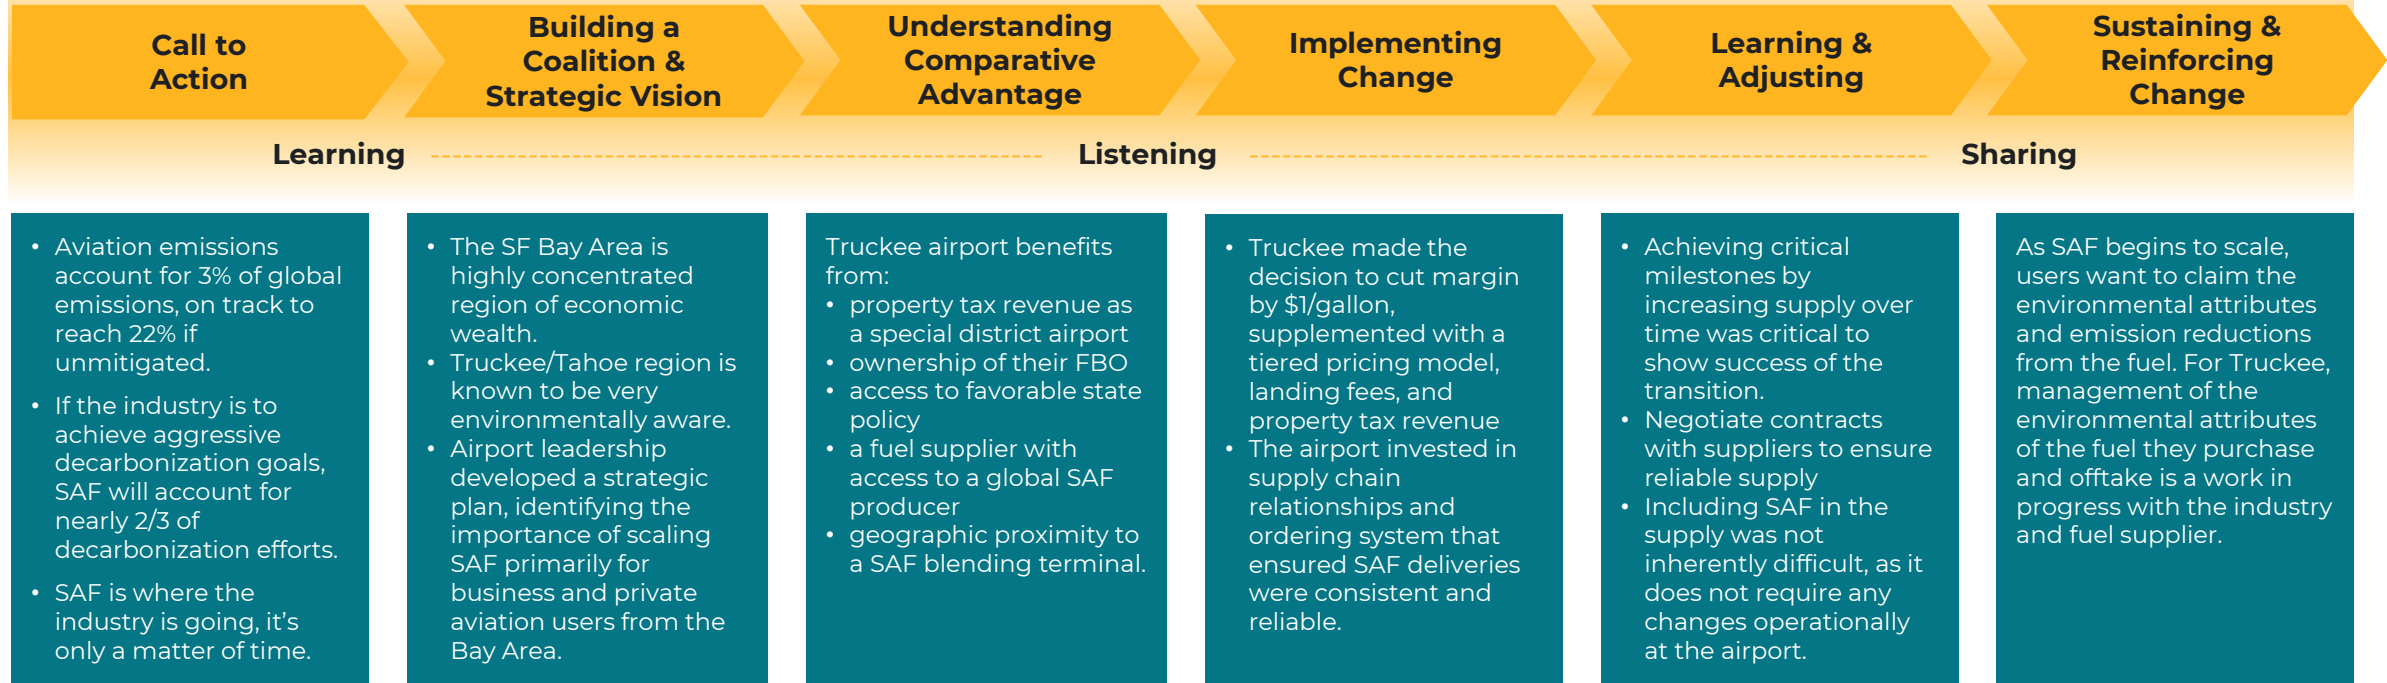 Call to
Action
Building a
Coalition &
Strategic Vision
Understanding
Comparative
Advantage
Implementing
Change
Learning &
Adjusting
Sustaining &
Reinforcing
Change
Learning
Listening
Sharing
• Aviation emissions
account for 3% of global
emissions, on track to
reach 22% if
unmitigated.
• If the industry is to
achieve aggressive
decarbonization goals,
SAF will account for
nearly 2/3 of
decarbonization efforts.
• SAF is where the
industry is going, it's
only a matter of time.
• The SF Bay Area is
highly concentrated
region of economic
wealth.
• Truckee/Tahoe region is
known to be very
environmentally aware.
• Airport leadership
developed a strategic
plan, identifying the
importance of scaling
SAF primarily for
business and private
aviation users from the
Bay Area.
Truckee airport benefits
from:
• property tax revenue as
a special district airport
• ownership of their FBO
• access to favorable state
policy
• a fuel supplier with
access to a global SAF
producer
• geographic proximity to
a SAF blending terminal.
• Truckee made the
decision to cut margin
by $1/gallon,
supplemented with a
tiered pricing model,
landing fees, and
property tax revenue
• The airport invested in
supply chain
relationships and
ordering system that
ensured SAF deliveries
were consistent and
reliable.
• Achieving critical
milestones by
increasing supply over
time was critical to
show success of the
transition.
• Negotiate contracts
with suppliers to ensure
reliable supply
• Including SAF in the
supply was not
inherently difficult, as it
does not require any
changes operationally
at the airport.
As SAF begins to scale,
users want to claim the
environmental attributes
and emission reductions
from the fuel. For Truckee,
management of the
environmental attributes
of the fuel they purchase
and offtake is a work in
progress with the industry
and fuel supplier.